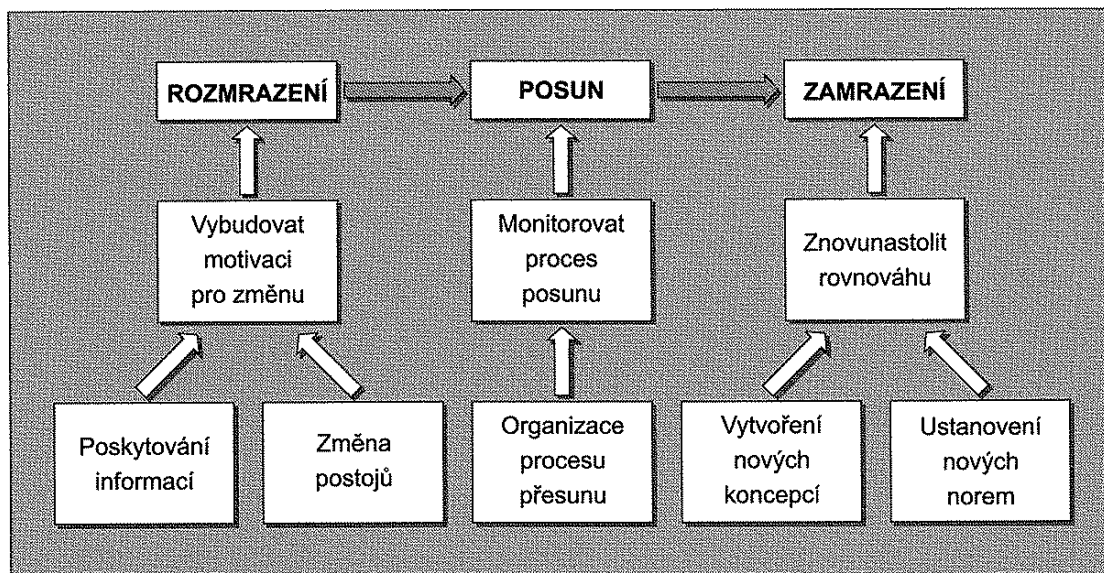 ROZMRAZENÍ
POSUN
ZAMRAZENÍ
Vybudovat
motivaci
pro změnu
Monitorovat
proces
posunu
Znovunastolit
rovnováhu
Poskytování
informací
Změna
postojů
Organizace
procesu
přesunu
Vytvoření
nových
koncepcí
Ustanovení
nových
norem